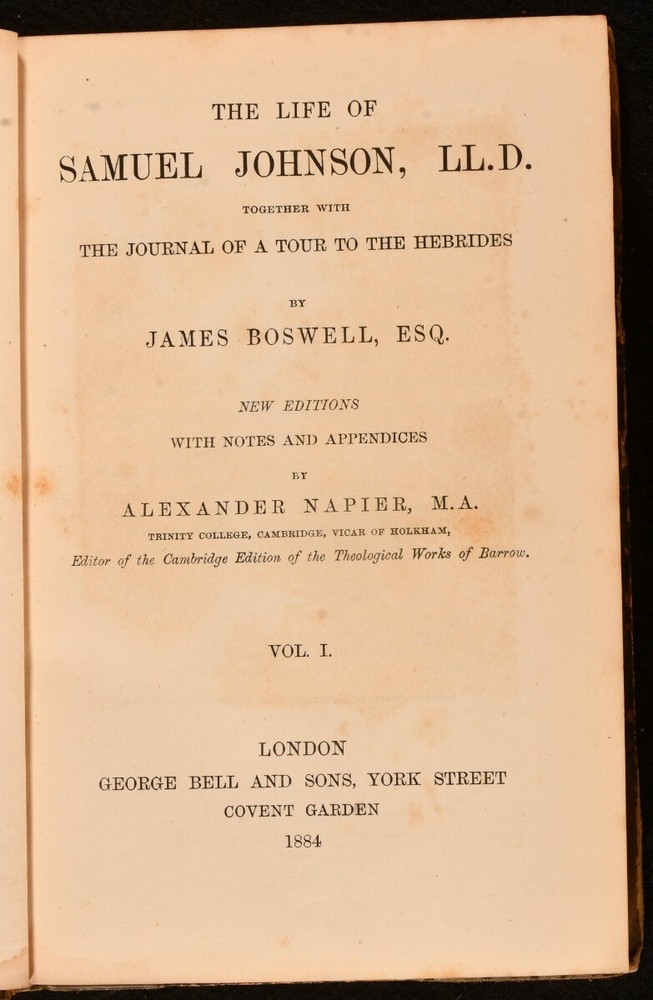 THE LIFE OF
SAMUEL JOHNSON, LL.D.
TOGETHER WITH
THE JOURNAL OF A TOUR TO THE HEBRIDES
BY
JAMES BOSWELL, ESQ.
NEW EDITIONS
WITH NOTES AND APPENDICES
BY
ALEXANDER NAPIER, M.A.
TRINITY COLLEGE, CAMBRIDGE, VICAR OF HOLKHAM,
Editor of the Cambridge Edition of the Theological Works of Barrow.
VOL. I.
LONDON
GEORGE BELL AND SONS, YORK STREET
COVENT GARDEN
1884